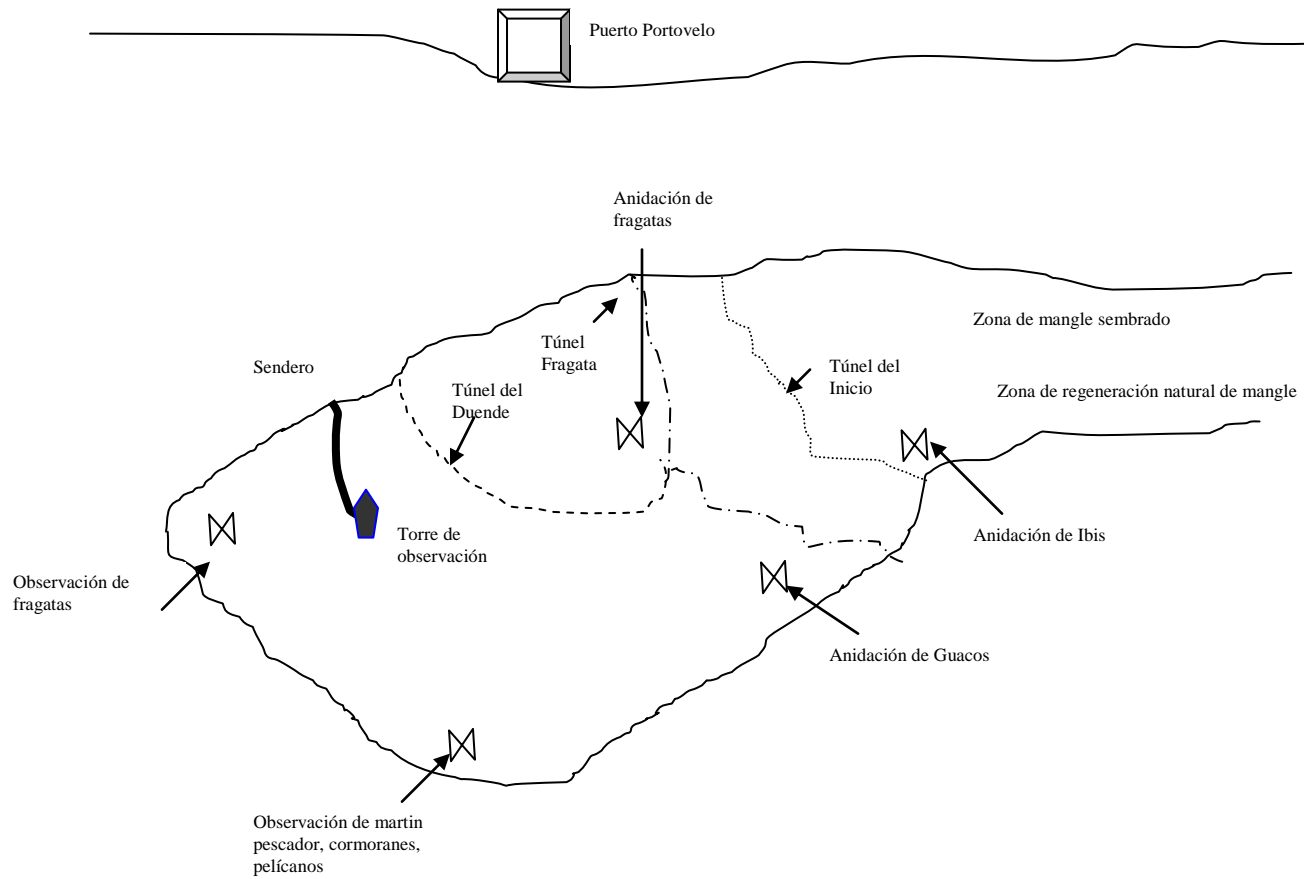 Puerto Portovelo
Anidación de
fragatas
Zona de mangle sembrado
Túnel
Fragata
Sendero
Túnel del
Inicio
Túnel del
Duende
Zona de regeneración natural de mangle
Torre de
observación
Anidación de Ibis
Observación de
fragatas
Anidación de Guacos
Observación de martin
pescador, cormoranes,
pelícanos